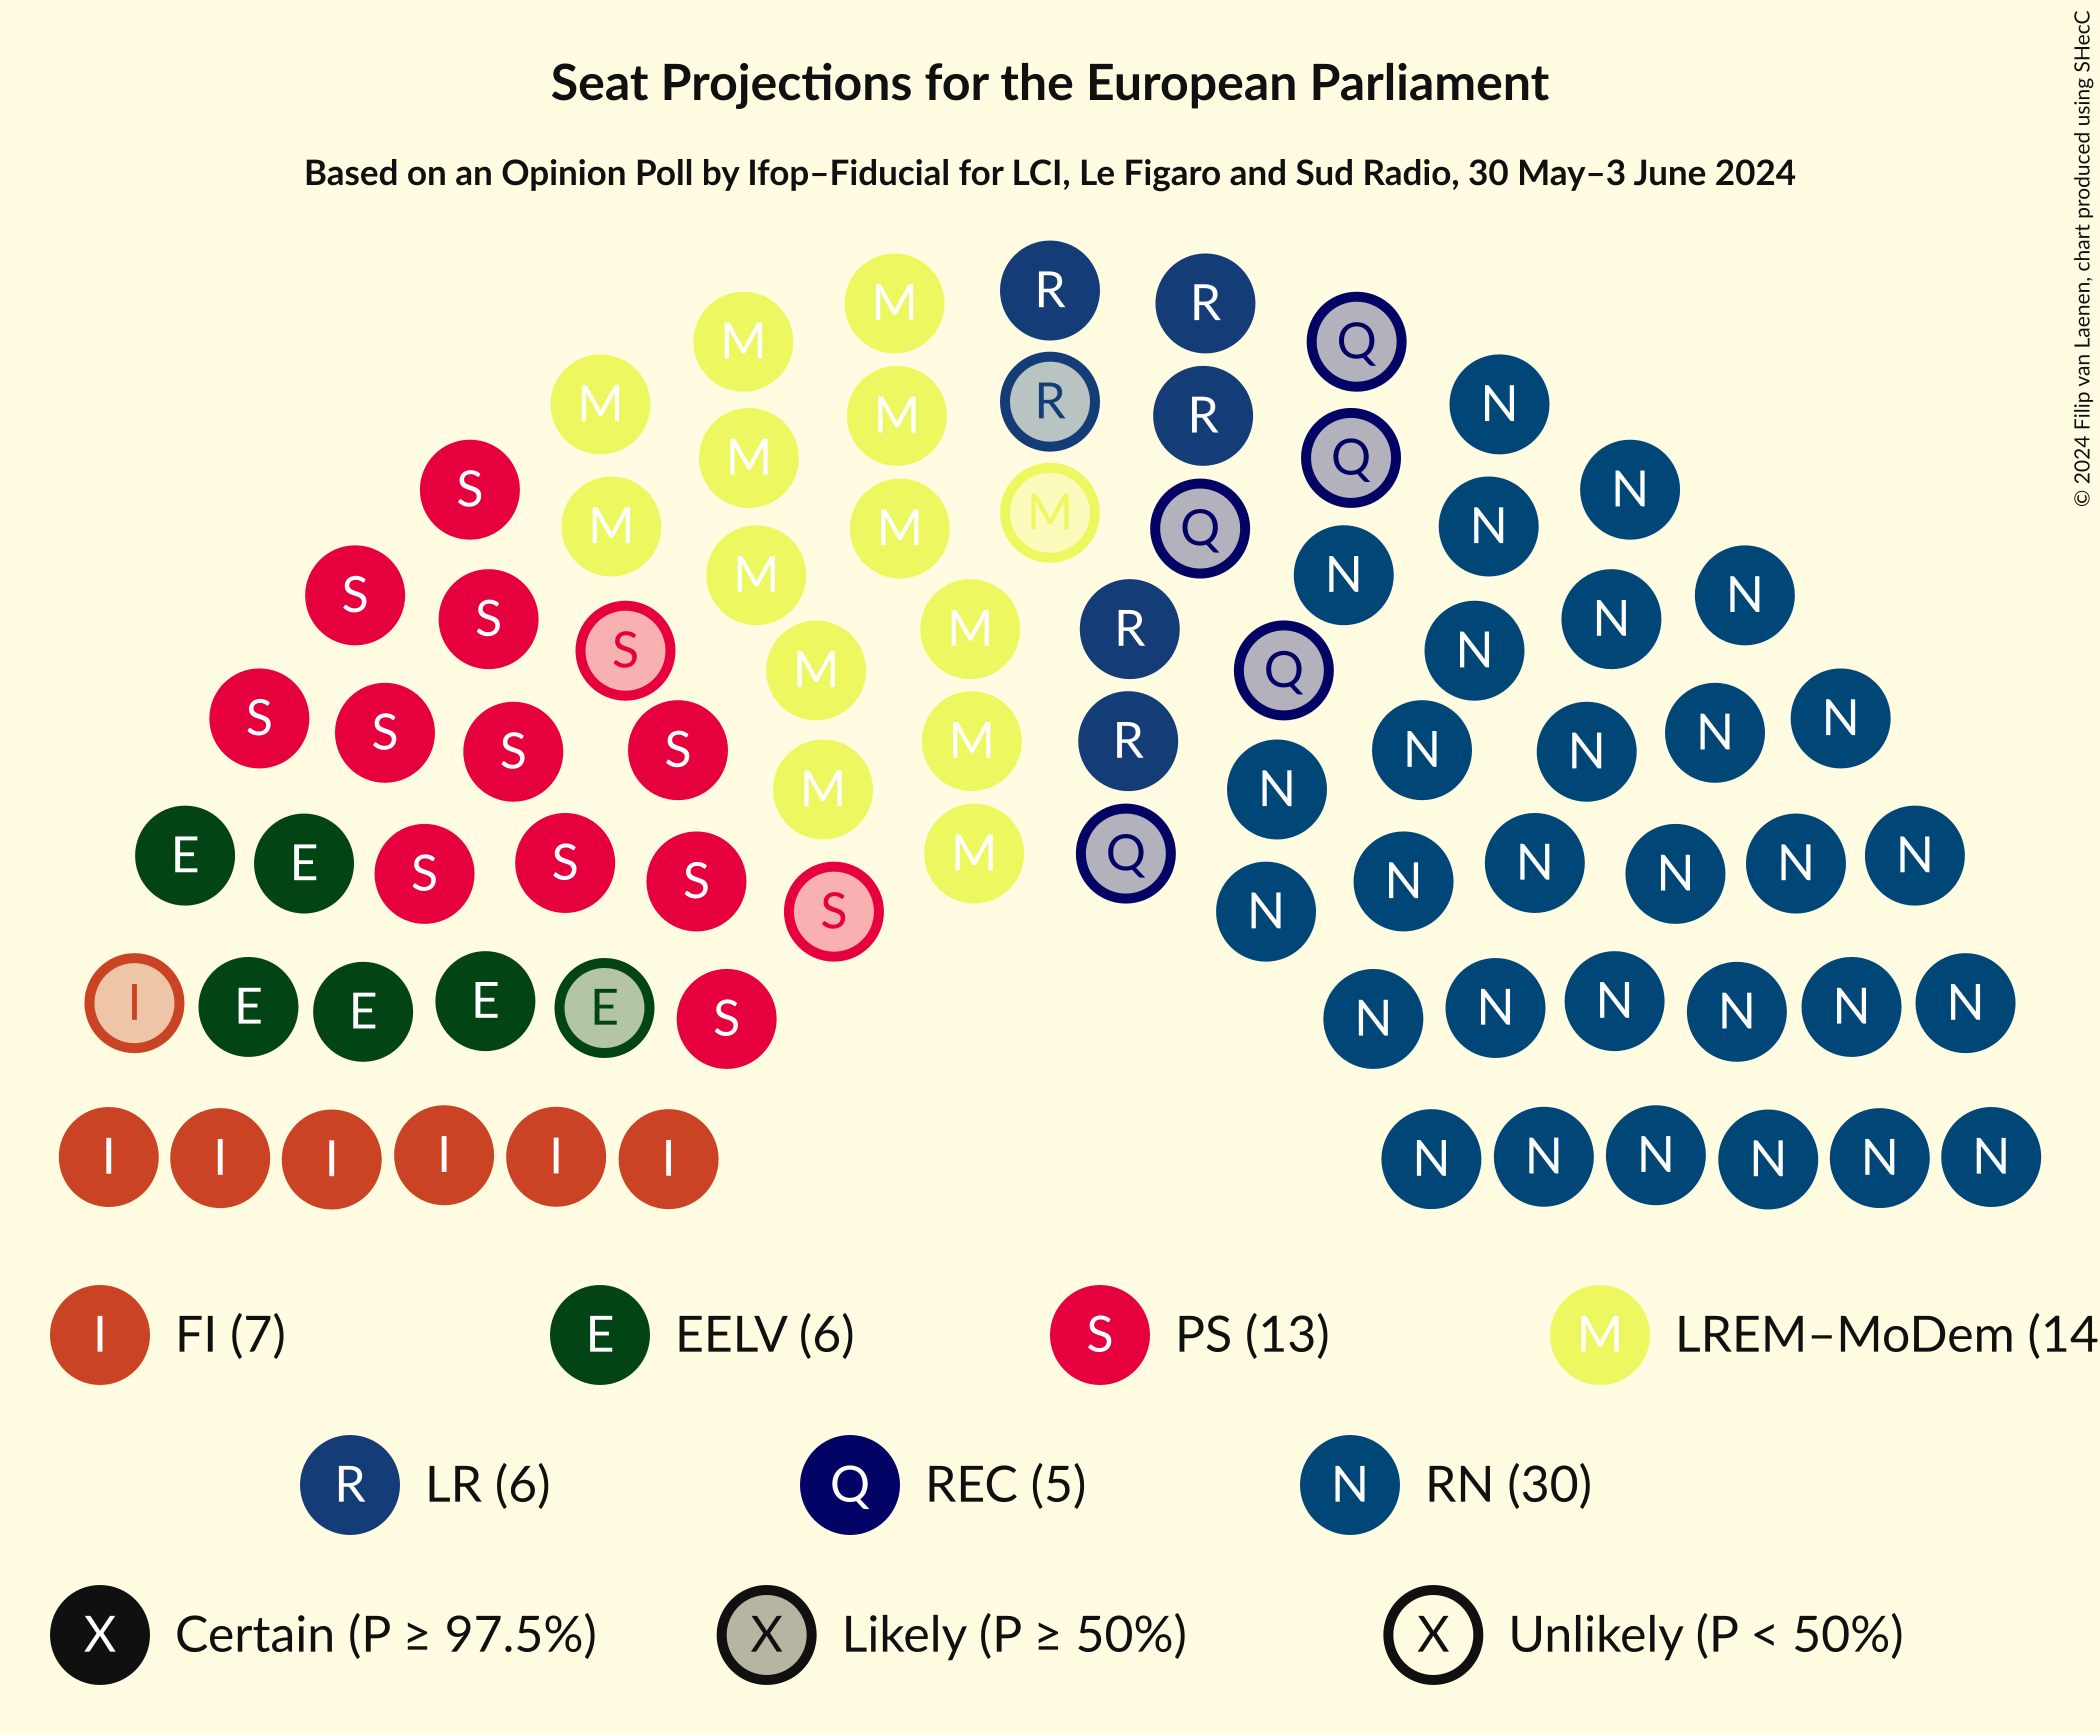 Seat Projections for the European Parliament
Based on an Opinion Poll by Ifop–Fiducial for LCI, Le Figaro and Sud Radio, 30 May–3 June 2024
© 2024 Filip van Laenen, chart produced using SHecC
M M R R Q
M R N
M M R Q N
S M M Q N
M N
S S S M R N N N
M Q
S S S S M R N N N N
M N
E E S S S M Q N N N N N
S N
I E E E E S N N N N N N
I I I I I I N N N N N N
I FI (7) E EELV (6) S PS (13) M LREM–MoDem (14
R LR (6) Q REC (5) N RN (30)
X Certain (P ≥ 97.5%) X Likely (P ≥ 50%) X Unlikely (P < 50%)